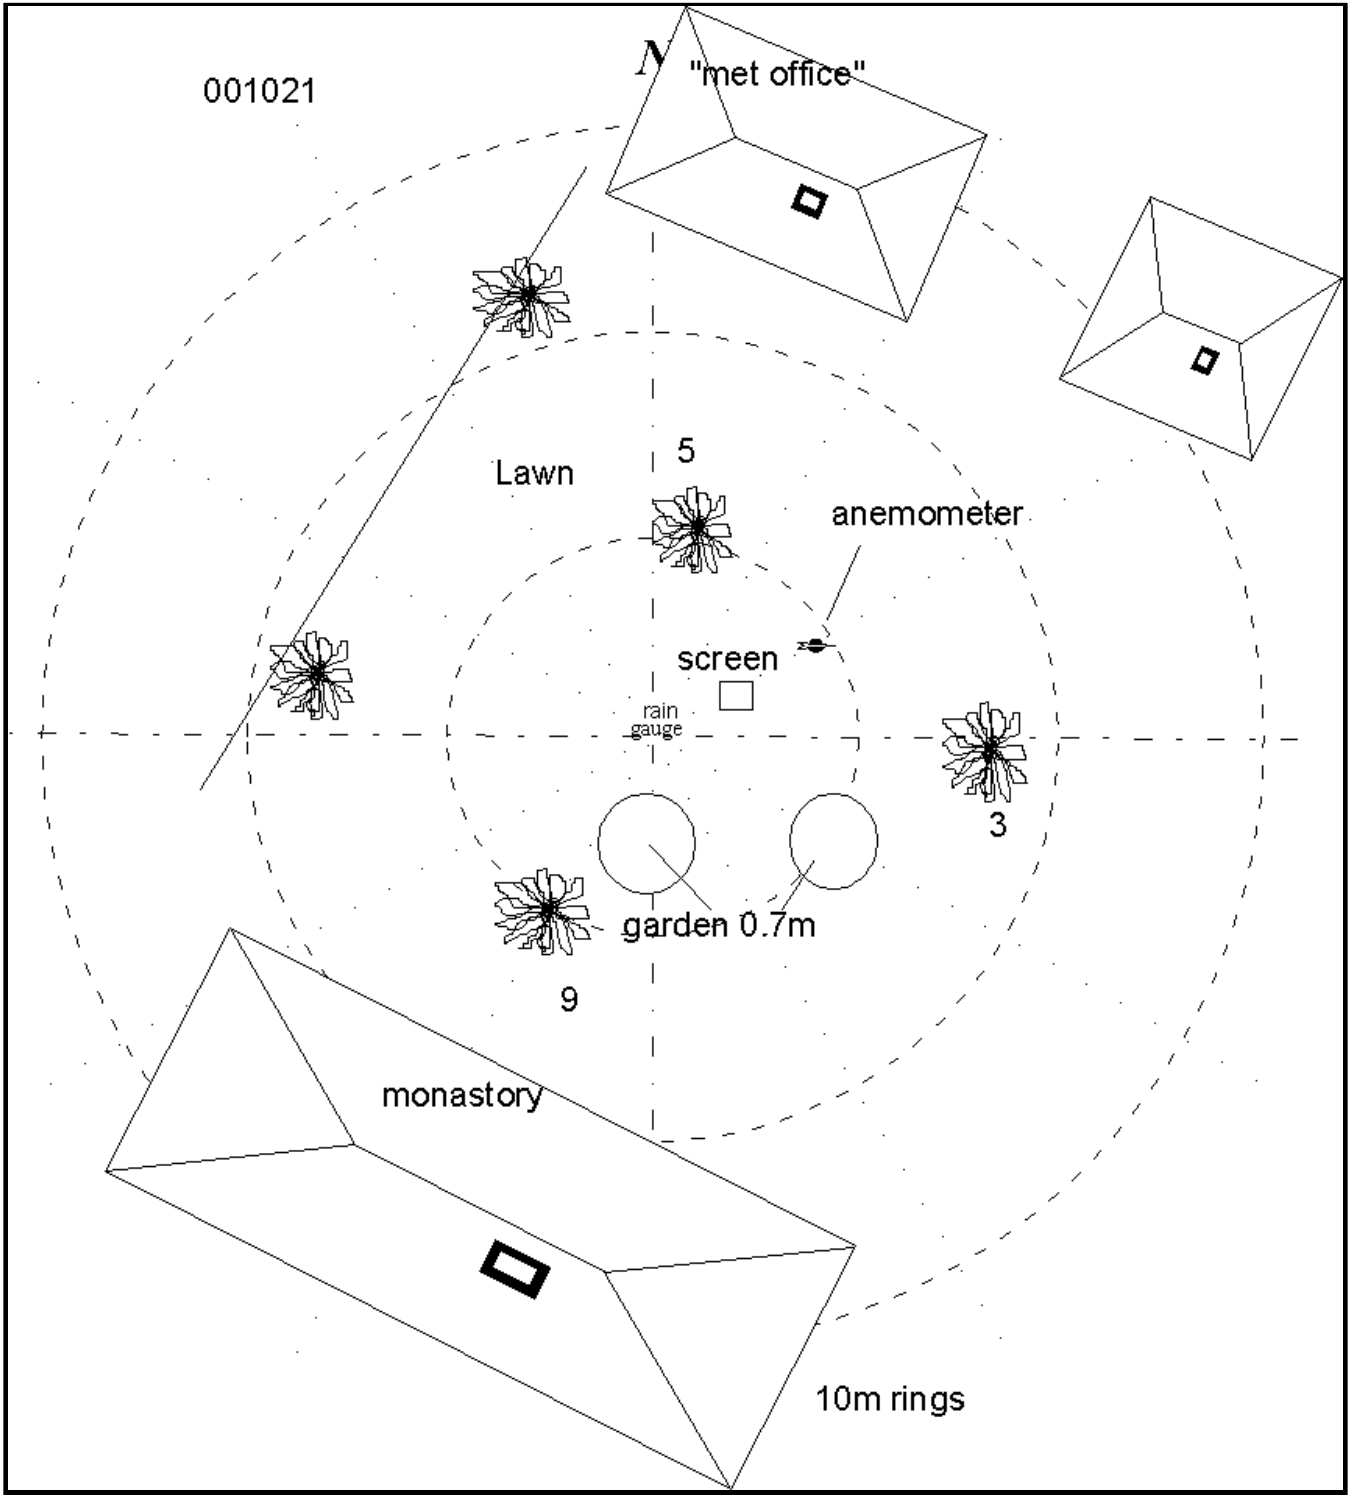 N
"met office"
001021
5
Lawn
anemometer
screen
rain
gauge
3
garden 0.7m
9
monastory
10m rings